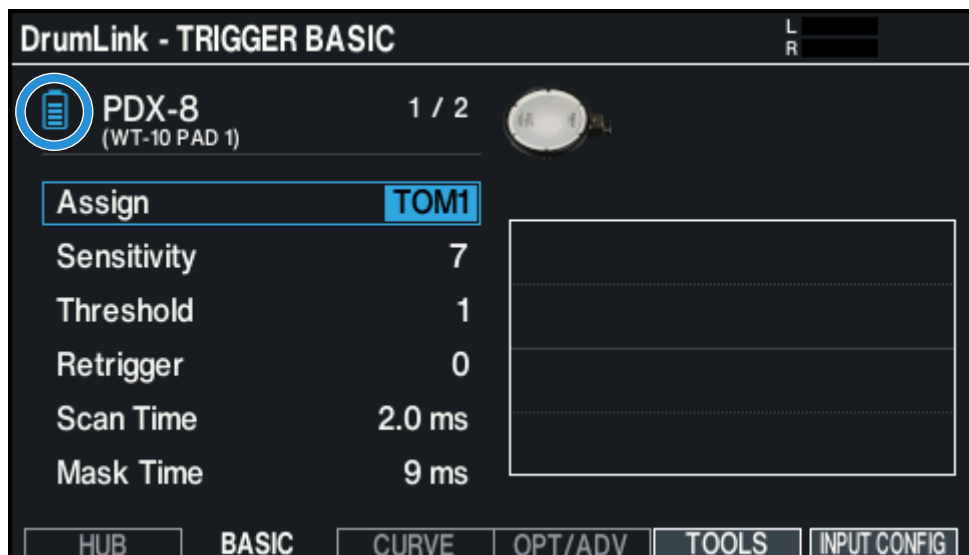 DrumLink - TRIGGER BASIC
L
R
PDX-8 1 / 2
(WT-10 PAD 1)
Assign TOM1
Sensitivity 7
Threshold 1
Retrigger 0
Scan Time 2.0 ms
Mask Time 9 ms
HUB BASIC CURVE OPT/ADV TOOLS INPUT CONFIG